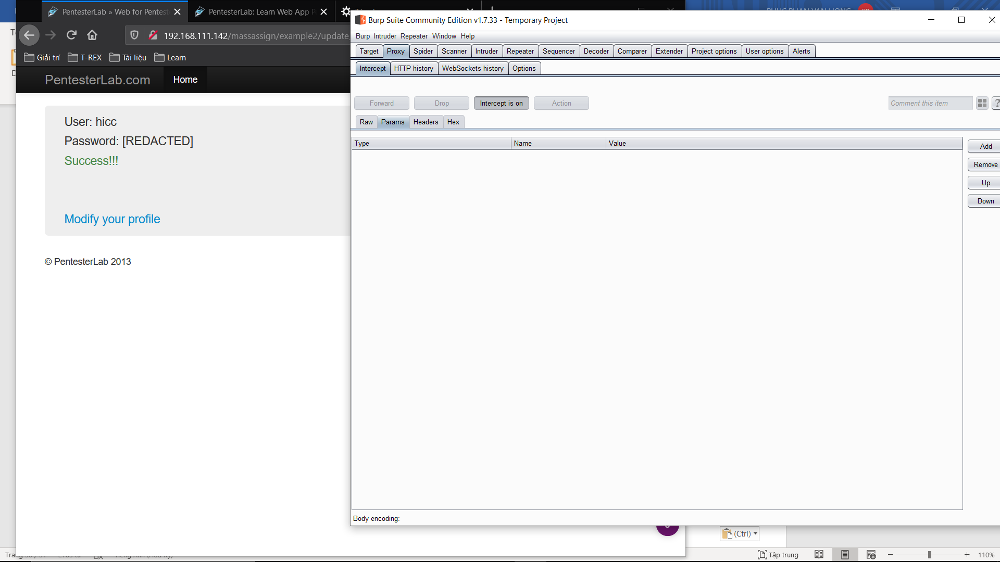 PentesterLab » Web for Pentest
PentesterLab: Learn Web App P
192.168.111.142/massassign/example2/update_
Giải trí
T-REX
Tài liệu
Learn
PentesterLab.com
Home
User: hicc
Password: [REDACTED]
Success!!!
Modify your profile
© PentesterLab 2013
Burp Suite Community Edition v1.7.33 - Temporary Project
Burp Intruder Repeater Window Help
Target Proxy Spider Scanner Intruder Repeater Sequencer Decoder Comparer Extender Project options User options Alerts
Intercept HTTP history WebSockets history Options
Forward Drop Intercept is on Action
Comment this item
?
Raw Params Headers Hex
Type Name Value
Add
Remove
Up
Down
Body encoding:
(Ctrl)
Tập trung
110%